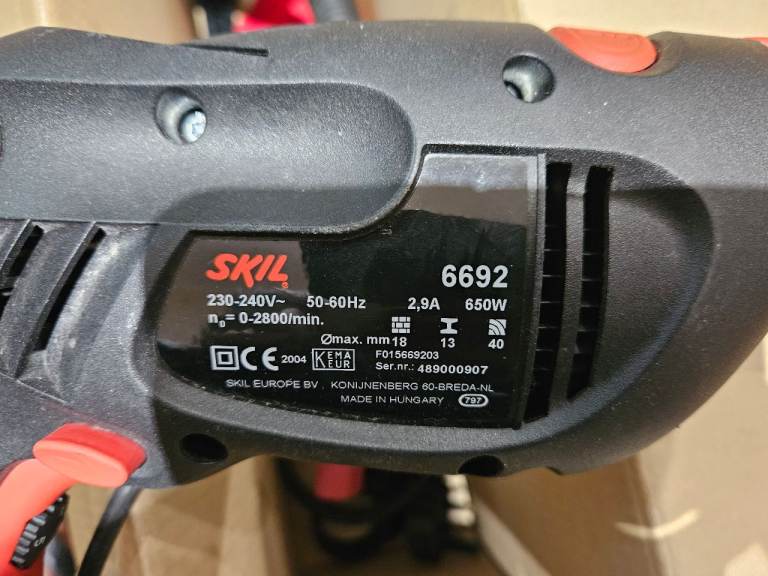 SKIL 6692
230-240V~ 50-60Hz 2,9A 650W
n₀= 0-2800/min.
Ømax. mm 18 13 40
CE 2004 KEMA KEUR F015669203
Ser.nr.: 489000907
SKIL EUROPE BV , KONIJNENBERG 60-BREDA-NL
MADE IN HUNGARY 797
5